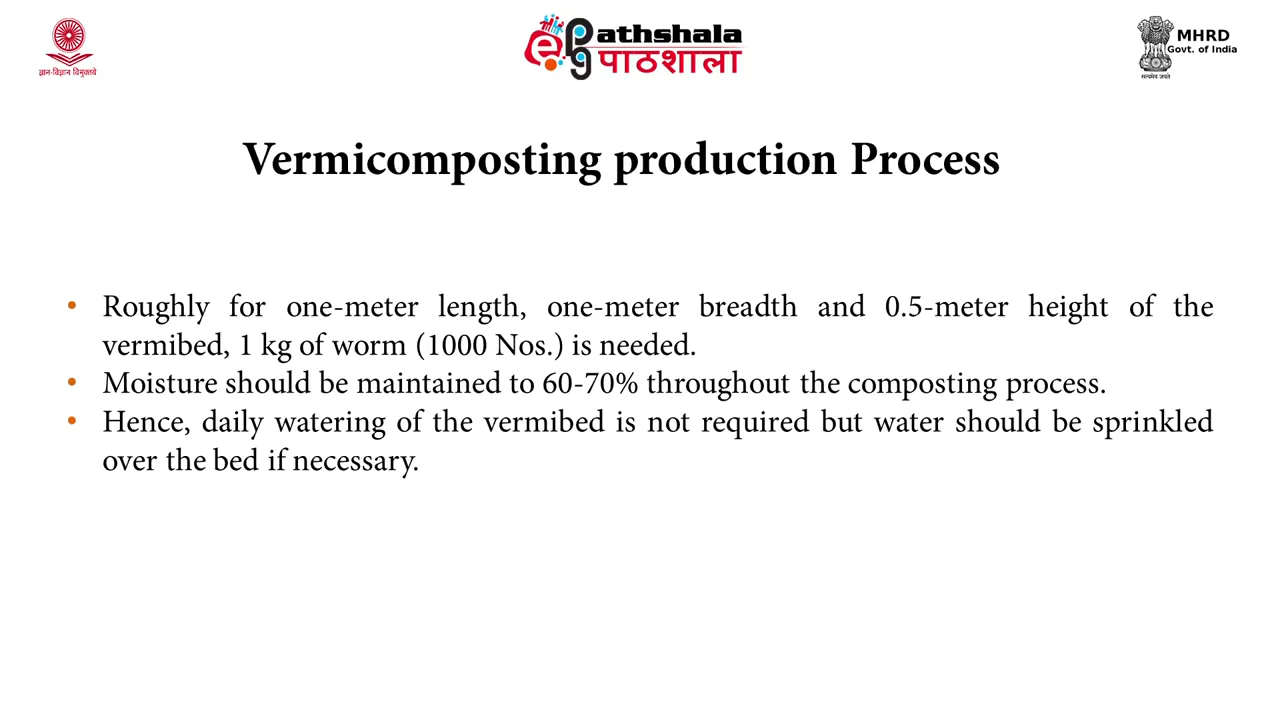 ज्ञान-विज्ञान विमुक्तये
e Pg athshala
पाठशाला
MHRD
Govt. of India
सत्यमेव जयते
Vermicomposting production Process
• Roughly for one-meter length, one-meter breadth and 0.5-meter height of the
vermibed, 1 kg of worm (1000 Nos.) is needed.
• Moisture should be maintained to 60-70% throughout the composting process.
• Hence, daily watering of the vermibed is not required but water should be sprinkled
over the bed if necessary.